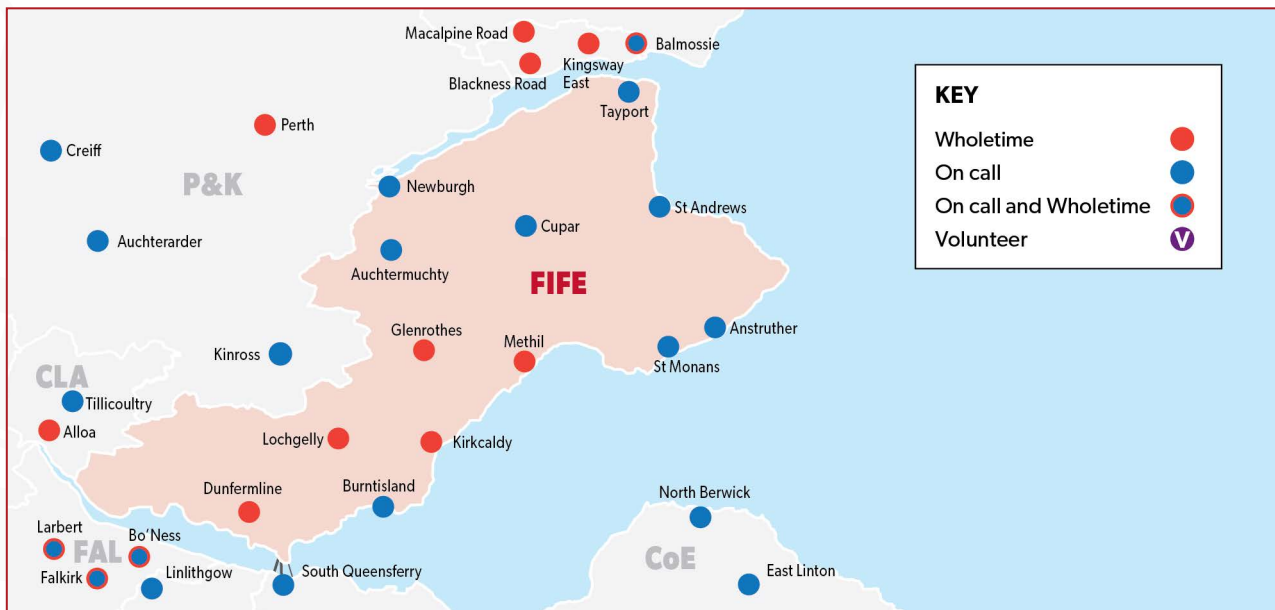 Macalpine Road
Blackness Road
Kingsway
East
Balmossie
Tayport
Perth
Creiff
P&K
Newburgh
St Andrews
Cupar
Auchterarder
Auchtermuchty
FIFE
Glenrothes
Methil
Anstruther
St Monans
Kinross
CLA
Tillicoultry
Alloa
Lochgelly
Kirkcaldy
Dunfermline
Burntisland
North Berwick
Larbert
FAL
Bo‘Ness
Falkirk
Linlithgow
South Queensferry
CoE
East Linton
KEY
Wholetime
On call
On call and Wholetime
Volunteer
V